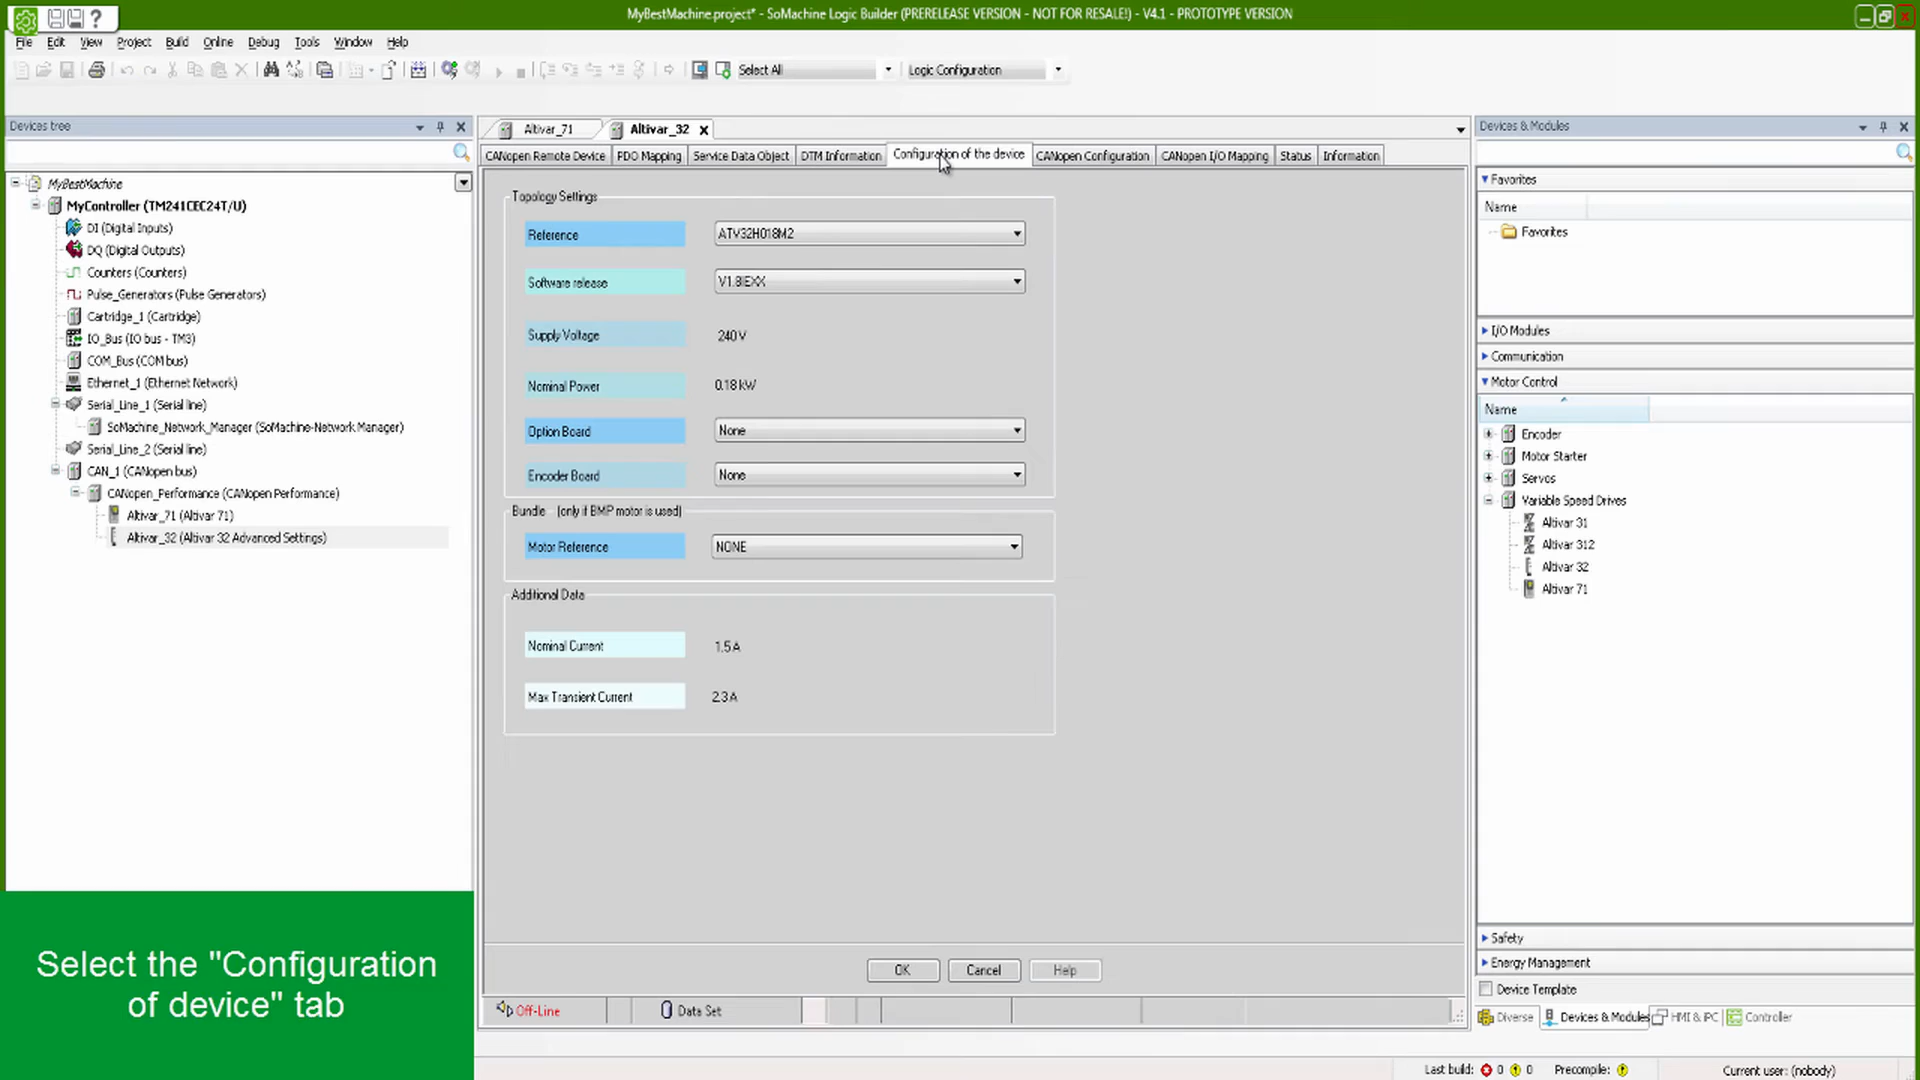 MyBestMachine.project* - SoMachine Logic Builder (PRERELEASE VERSION - NOT FOR RESALE!) - V4.1 - PROTOTYPE VERSION
File Edit View Project Build Online Debug Tools Window Help
Select All Logic Configuration
Devices tree
MyBestMachine
MyController (TM241CEC24T/U)
DI (Digital Inputs)
DQ (Digital Outputs)
Counters (Counters)
Pulse_Generators (Pulse Generators)
Cartridge_1 (Cartridge)
IO_Bus (IO bus - TM3)
COM_Bus (COM bus)
Ethernet_1 (Ethernet Network)
Serial_Line_1 (Serial line)
SoMachine_Network_Manager (SoMachine-Network Manager)
Serial_Line_2 (Serial line)
CAN_1 (CANopen bus)
CANopen_Performance (CANopen Performance)
Altivar_71 (Altivar 71)
Altivar_32 (Altivar 32 Advanced Settings)
Select the "Configuration
of device" tab
Altivar_71 Altivar_32
CANopen Remote Device PDO Mapping Service Data Object DTM Information Configuration of the device CANopen Configuration CANopen I/O Mapping Status Information
Topology Settings
Reference ATV32H018M2
Software release V1.8IEXX
Supply Voltage 240 V
Nominal Power 0.18 kW
Option Board None
Encoder Board None
Bundle (only if BMP motor is used)
Motor Reference NONE
Additional Data
Nominal Current 1.5 A
Max Transient Current 2.3 A
OK Cancel Help
Off-Line Data Set
Devices & Modules
Favorites
Name
Favorites
I/O Modules
Communication
Motor Control
Name
Encoder
Motor Starter
Servos
Variable Speed Drives
Altivar 31
Altivar 312
Altivar 32
Altivar 71
Safety
Energy Management
Device Template
Diverse Devices & Modules HMI & iPC Controller
Last build: 0 0 Precompile: Current user: (nobody)